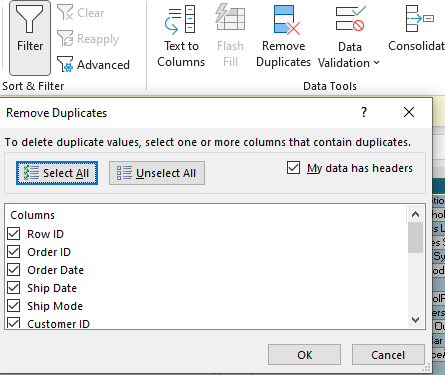 Filter
Clear
Reapply
Advanced
Sort & Filter
Text to
Columns
Flash
Fill
Remove
Duplicates
Data
Validation
Consolidat
Data Tools
Remove Duplicates
?
To delete duplicate values, select one or more columns that contain duplicates.
Select All
Unselect All
My data has headers
Columns
Row ID
Order ID
Order Date
Ship Date
Ship Mode
Customer ID
OK
Cancel